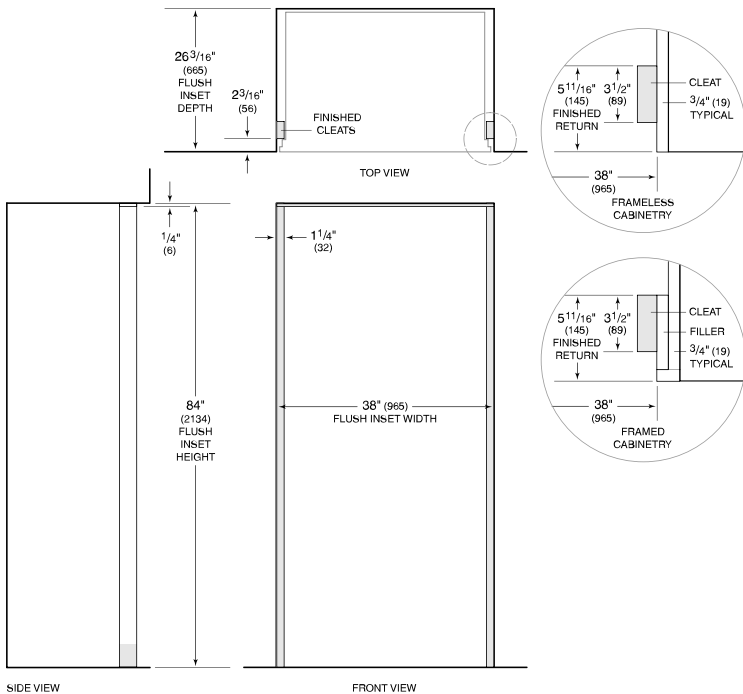 26 3/16"
(665)
FLUSH
INSET
DEPTH
2 3/16"
(56)
FINISHED
CLEATS
TOP VIEW
5 11/16"
(145)
FINISHED
RETURN
3 1/2"
(89)
CLEAT
3/4" (19)
TYPICAL
38"
(965)
FRAMELESS
CABINETRY
1/4"
(6)
1 1/4"
(32)
5 11/16"
(145)
FINISHED
RETURN
3 1/2"
(89)
CLEAT
FILLER
3/4" (19)
TYPICAL
38"
(965)
FRAMED
CABINETRY
84"
(2134)
FLUSH
INSET
HEIGHT
38" (965)
FLUSH INSET WIDTH
SIDE VIEW
FRONT VIEW